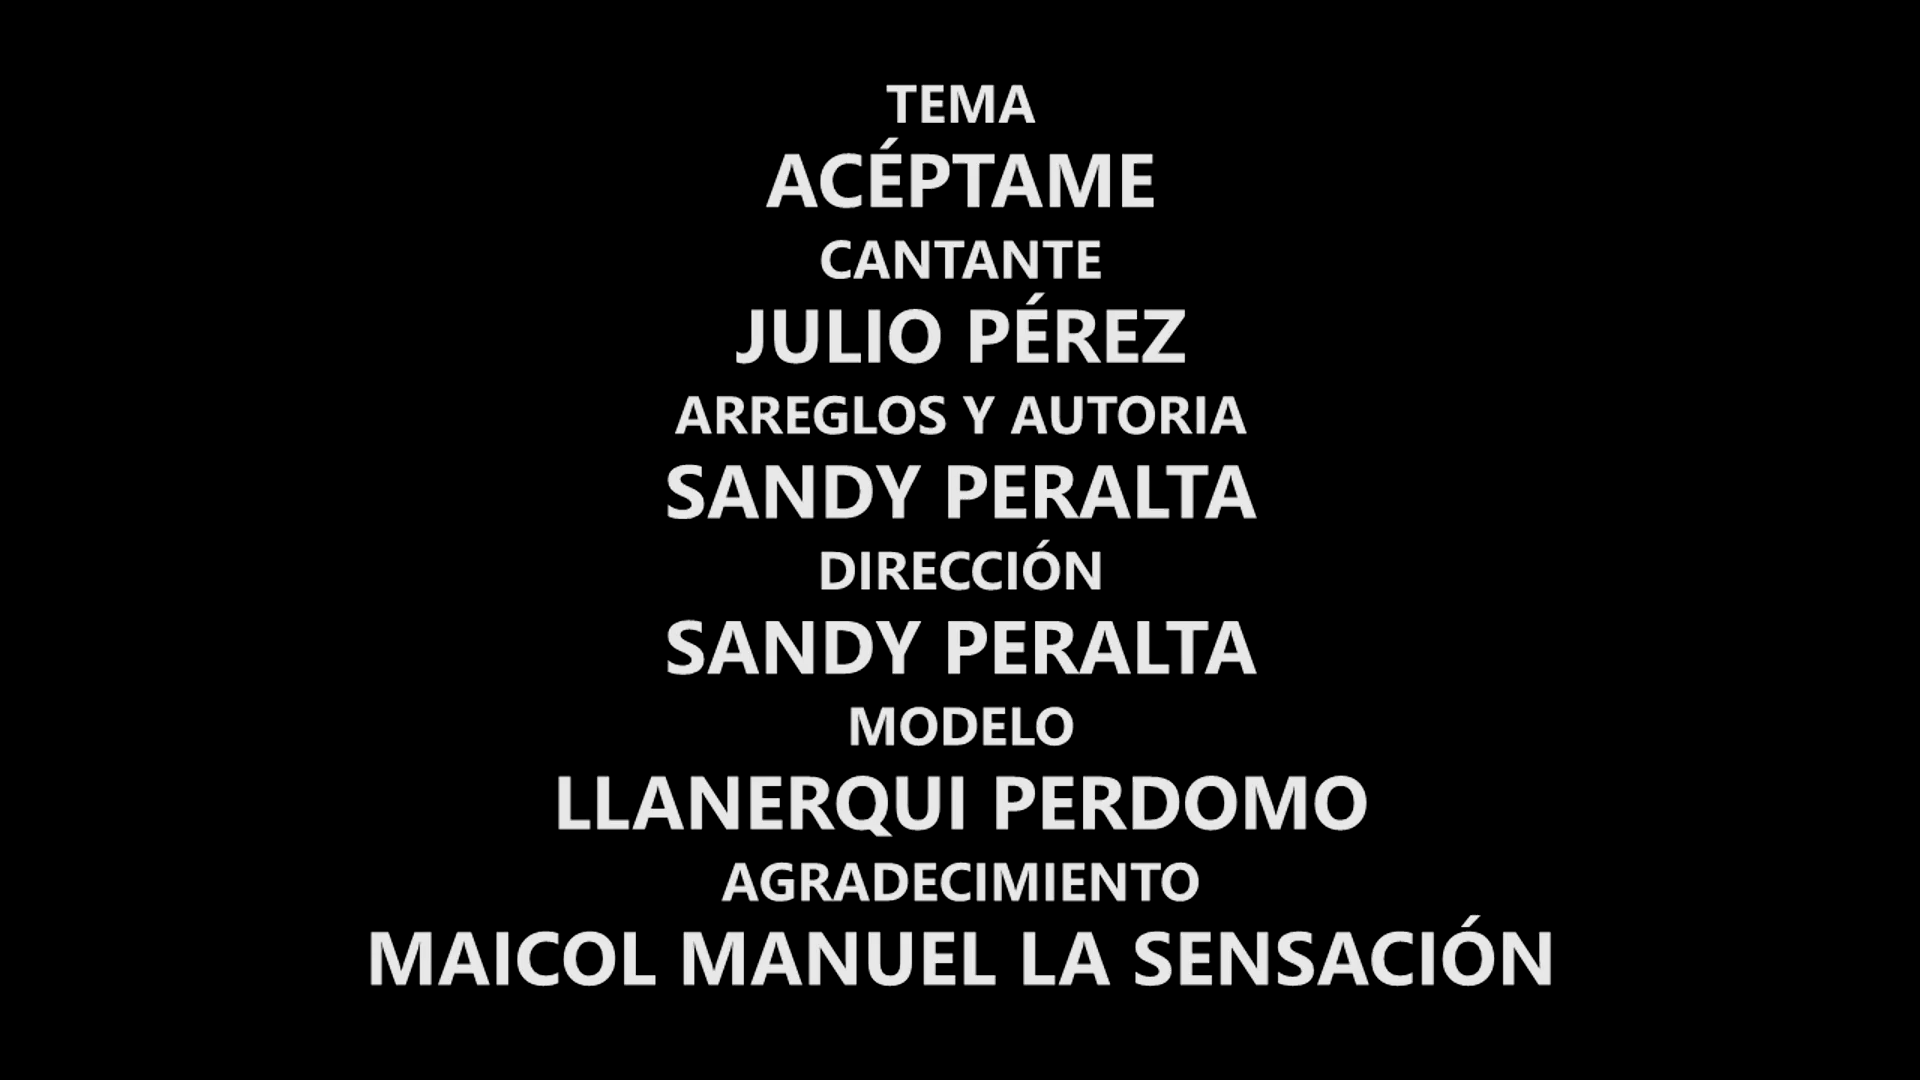 TEMA
ACÉPTAME
CANTANTE
JULIO PÉREZ
ARREGLOS Y AUTORIA
SANDY PERALTA
DIRECCIÓN
SANDY PERALTA
MODELO
LLANERQUI PERDOMO
AGRADECIMIENTO
MAICOL MANUEL LA SENSACIÓN